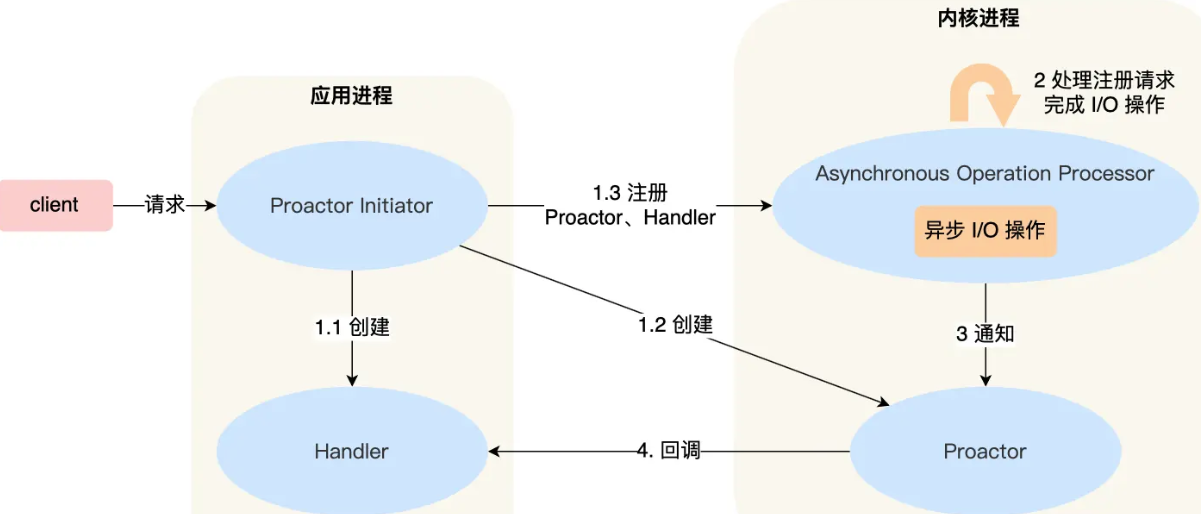 内核进程
应用进程
2 处理注册请求
完成 I/O 操作
client
请求
Proactor Initiator
1.3 注册
Proactor、Handler
Asynchronous Operation Processor
异步 I/O 操作
1.1 创建
1.2 创建
3 通知
Handler
4. 回调
Proactor